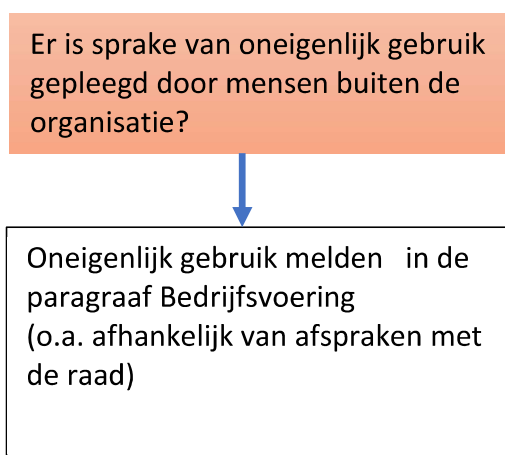 Er is sprake van oneigenlijk gebruik
gepleegd door mensen buiten de
organisatie?
Oneigenlijk gebruik melden   in de
paragraaf Bedrijfsvoering
(o.a. afhankelijk van afspraken met
de raad)